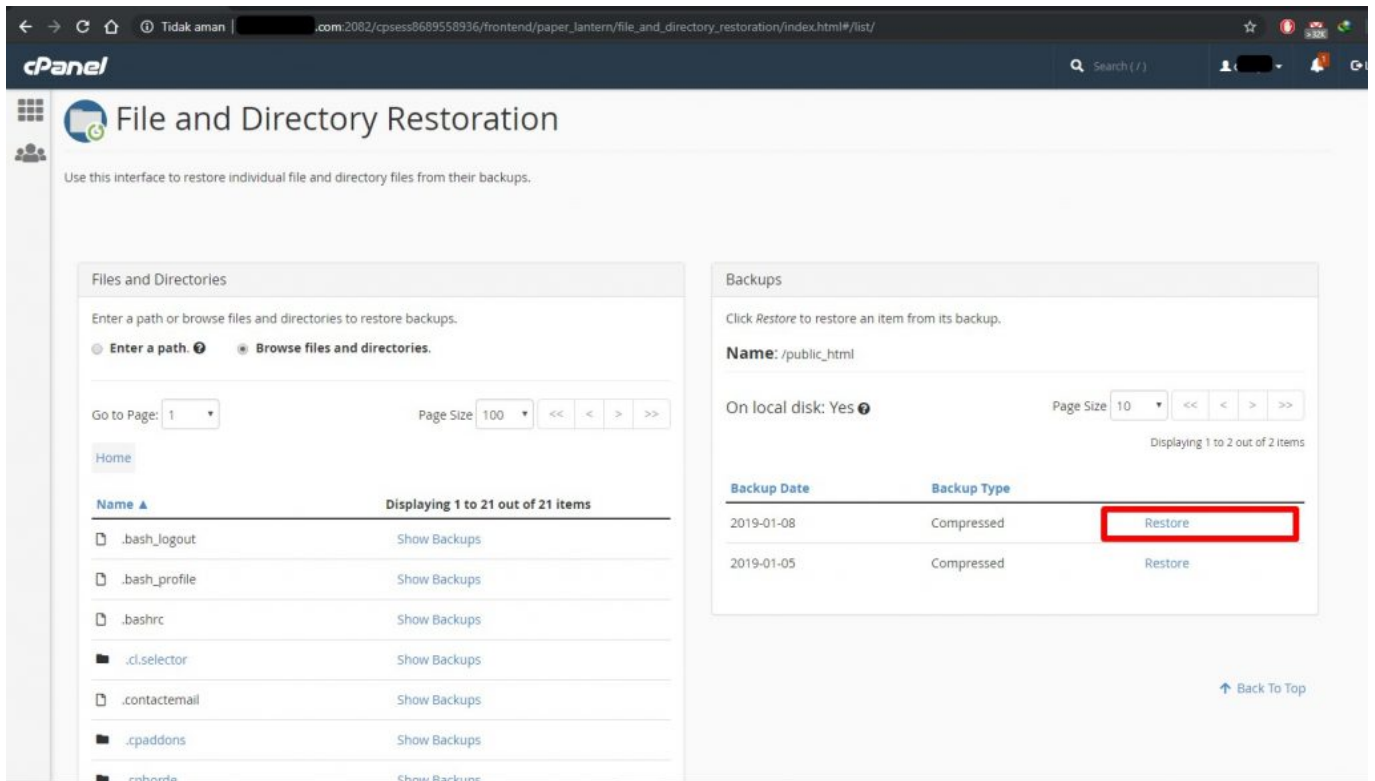 Tidak aman | .com:2082/cpsess8689558936/frontend/paper_lantern/file_and_directory_restoration/index.html#/list/
cPanel
Search ( / )
1
File and Directory Restoration
Use this interface to restore individual file and directory files from their backups.
Files and Directories
Enter a path or browse files and directories to restore backups.
Enter a path. Browse files and directories.
Go to Page: 1 Page Size 100 << < > >>
Home
Name ▲ Displaying 1 to 21 out of 21 items
.bash_logout Show Backups
.bash_profile Show Backups
.bashrc Show Backups
.cl.selector Show Backups
.contactemail Show Backups
.cpaddons Show Backups
.cphorde Show Backups
Backups
Click Restore to restore an item from its backup.
Name: /public_html
On local disk: Yes Page Size 10 << < > >>
Displaying 1 to 2 out of 2 items
Backup Date Backup Type
2019-01-08 Compressed Restore
2019-01-05 Compressed Restore
Back To Top